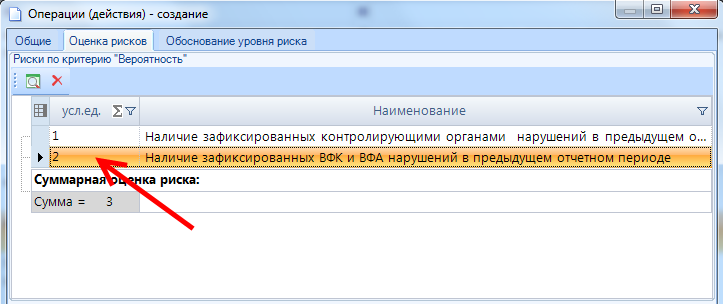 Операции (действия) - создание
Общие Оценка рисков Обоснование уровня риска
Риски по критерию "Вероятность"
усл.ед. Σ Наименование
1 Наличие зафиксированных контролирующими органами нарушений в предыдущем о...
2 Наличие зафиксированных ВФК и ВФА нарушений в предыдущем отчетном периоде
Суммарная оценка риска:
Сумма = 3